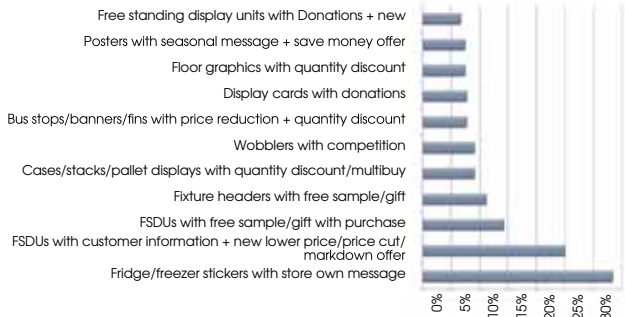 Free standing display units with Donations + new
Posters with seasonal message + save money offer
Floor graphics with quantity discount
Display cards with donations
Bus stops/banners/fins with price reduction + quantity discount
Wobblers with competition
Cases/stacks/pallet displays with quantity discount/multibuy
Fixture headers with free sample/gift
FSDUs with free sample/gift with purchase
FSDUs with customer information + new lower price/price cut/
markdown offer
Fridge/freezer stickers with store own message
0%
5%
10%
15%
20%
25%
30%